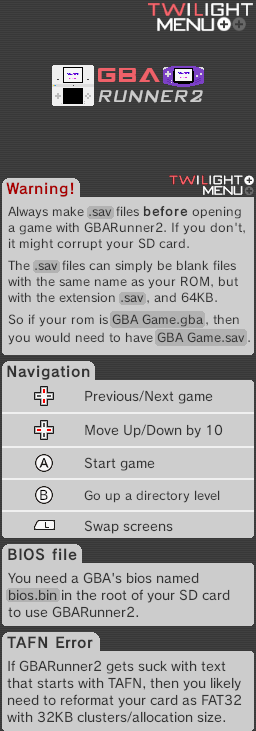 TWILIGHT
MENU++
GBA
RUNNER2
TWILIGHT
MENU++
Warning!
Always make .sav files before opening
a game with GBARunner2. If you don't,
it might corrupt your SD card.
The .sav files can simply be blank files
with the same name as your ROM, but
with the extension .sav, and 64KB.
So if your rom is GBA Game.gba, then
you would need to have GBA Game.sav.
Navigation
Previous/Next game
Move Up/Down by 10
A Start game
B Go up a directory level
L Swap screens
BIOS file
You need a GBA's bios named
bios.bin in the root of your SD card
to use GBARunner2.
TAFN Error
If GBARunner2 gets suck with text
that starts with TAFN, then you likely
need to reformat your card as FAT32
with 32KB clusters/allocation size.